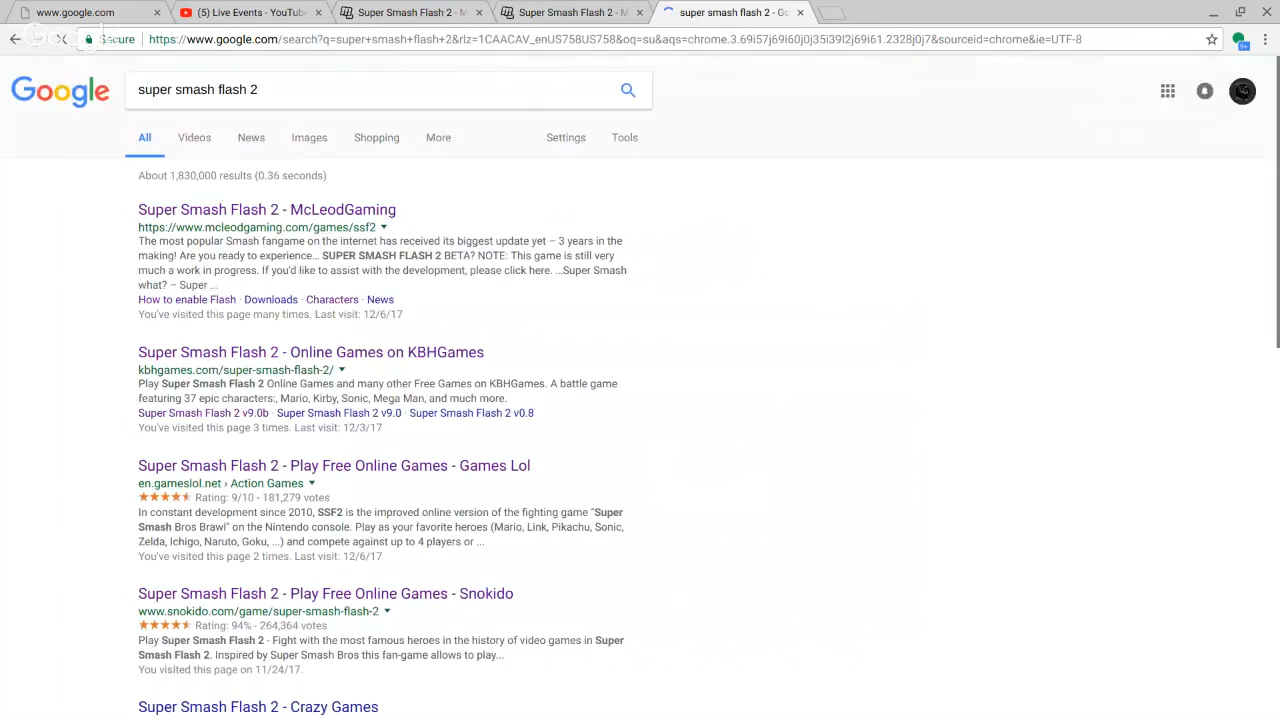 www.google.com
(5) Live Events - YouTub
Super Smash Flash 2 - M
Super Smash Flash 2 - M
super smash flash 2 - Go
Secure
https://www.google.com/search?q=super+smash+flash+2&rlz=1CAACAV_enUS758US758&oq=su&aqs=chrome.3.69i57j69i60j0j35i39l2j69i61.2328j0j7&sourceid=chrome&ie=UTF-8
9+
Google
super smash flash 2
All
Videos
News
Images
Shopping
More
Settings
Tools
About 1,830,000 results (0.36 seconds)
Super Smash Flash 2 - McLeodGaming
https://www.mcleodgaming.com/games/ssf2
The most popular Smash fangame on the internet has received its biggest update yet – 3 years in the
making! Are you ready to experience... SUPER SMASH FLASH 2 BETA? NOTE: This game is still very
much a work in progress. If you'd like to assist with the development, please click here. ...Super Smash
what? – Super ...
How to enable Flash · Downloads · Characters · News
You've visited this page many times. Last visit: 12/6/17
Super Smash Flash 2 - Online Games on KBHGames
kbhgames.com/super-smash-flash-2/
Play Super Smash Flash 2 Online Games and many other Free Games on KBHGames. A battle game
featuring 37 epic characters:, Mario, Kirby, Sonic, Mega Man, and much more.
Super Smash Flash 2 v9.0b · Super Smash Flash 2 v9.0 · Super Smash Flash 2 v0.8
You've visited this page 3 times. Last visit: 12/3/17
Super Smash Flash 2 - Play Free Online Games - Games Lol
en.gameslol.net › Action Games
Rating: 9/10 - 181,279 votes
In constant development since 2010, SSF2 is the improved online version of the fighting game "Super
Smash Bros Brawl" on the Nintendo console. Play as your favorite heroes (Mario, Link, Pikachu, Sonic,
Zelda, Ichigo, Naruto, Goku, ...) and compete against up to 4 players or ...
You've visited this page 2 times. Last visit: 12/6/17
Super Smash Flash 2 - Play Free Online Games - Snokido
www.snokido.com/game/super-smash-flash-2
Rating: 94% - 264,364 votes
Play Super Smash Flash 2 - Fight with the most famous heroes in the history of video games in Super
Smash Flash 2. Inspired by Super Smash Bros this fan-game allows to play...
You visited this page on 11/24/17.
Super Smash Flash 2 - Crazy Games